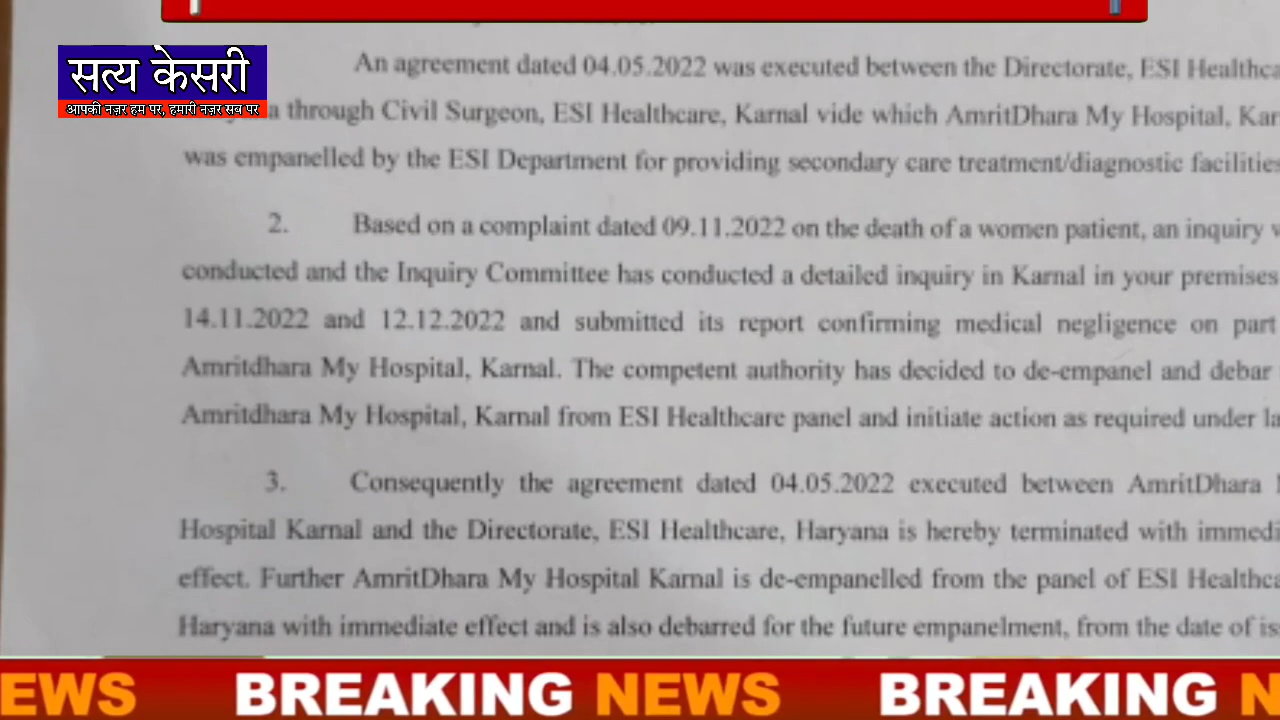 सत्य केसरी
आपकी नज़र हम पर, हमारी नज़र सब पर
An agreement dated 04.05.2022 was executed between the Directorate, ESI
through Civil Surgeon, ESI Healthcare, Karnal vide which AmritDhara My Hospital,
was empanelled by the ESI Department for providing secondary care treatment/diagnostic
2. Based on a complaint dated 09.11.2022 on the death of a women patient, an inquiry
conducted and the Inquiry Committee has conducted a detailed inquiry in Karnal in your premises
14.11.2022 and 12.12.2022 and submitted its report confirming medical negligence on part
Amritdhara My Hospital, Karnal. The competent authority has decided to de-empanel and debar
Amritdhara My Hospital, Karnal from ESI Healthcare panel and initiate action as required under
3. Consequently the agreement dated 04.05.2022 executed between AmritDhara
Hospital Karnal and the Directorate, ESI Healthcare, Haryana is hereby terminated with
effect. Further AmritDhara My Hospital Karnal is de-empanelled from the panel of ESI
Haryana with immediate effect and is also debarred for the future empanelment, from the date of
EWS BREAKING NEWS BREAKING N